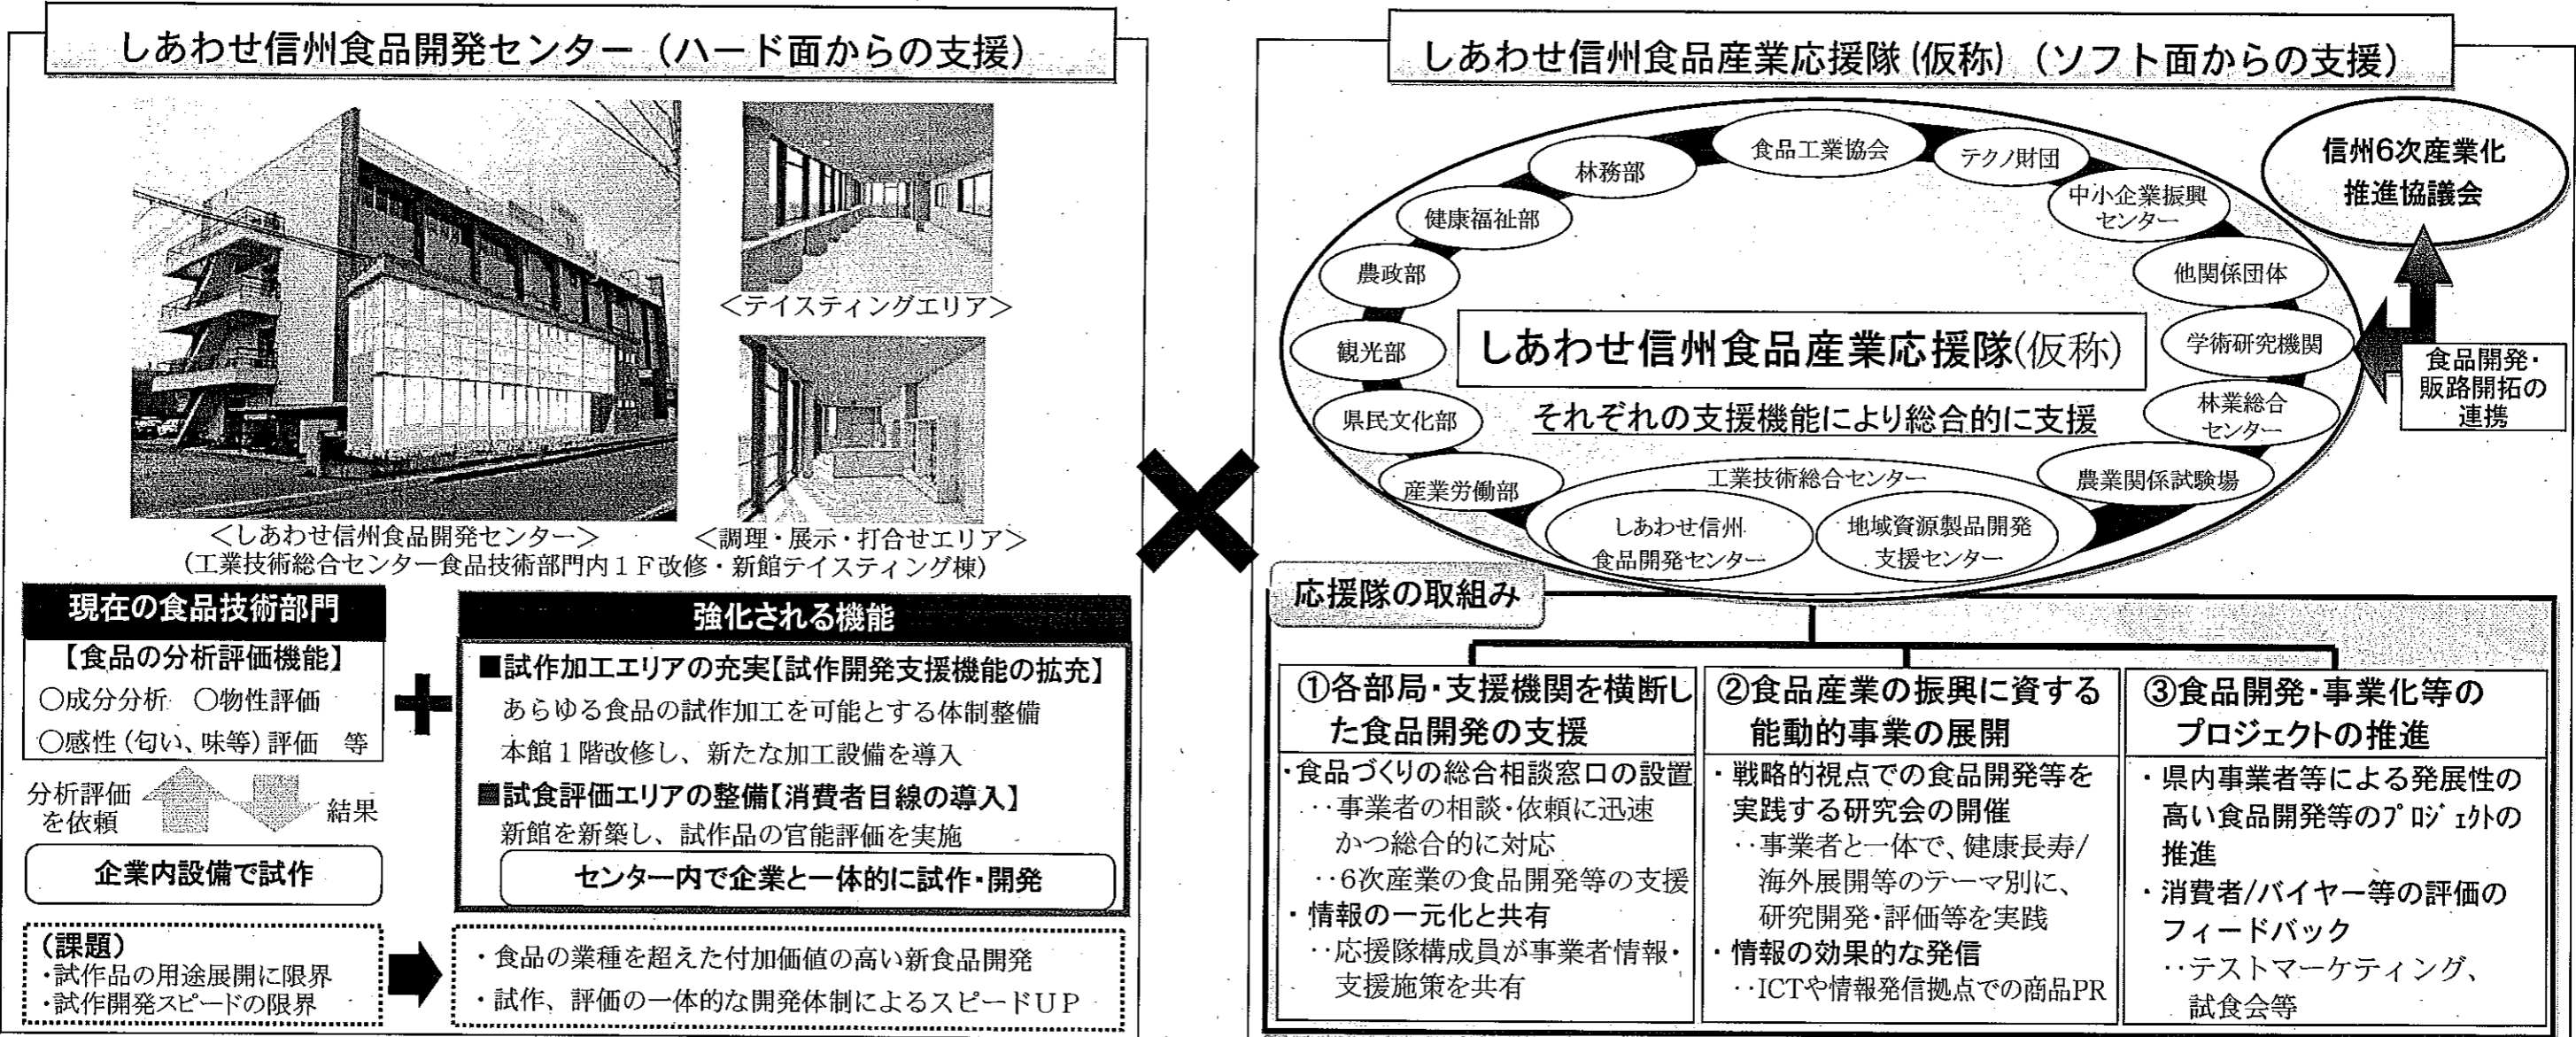 しあわせ信州食品開発センター（ハード面からの支援）
＜テイスティングエリア＞
＜しあわせ信州食品開発センター＞
＜調理・展示・打合せエリア＞
（工業技術総合センター食品技術部門内１Ｆ改修・新館テイスティング棟）
現在の食品技術部門
【食品の分析評価機能】
○成分分析　○物性評価
○感性（匂い、味等）評価　等
分析評価
を依頼
結果
企業内設備で試作
（課題）
・試作品の用途展開に限界
・試作開発スピードの限界
強化される機能
■試作加工エリアの充実【試作開発支援機能の拡充】
あらゆる食品の試作加工を可能とする体制整備
本館１階改修し、新たな加工設備を導入
■試食評価エリアの整備【消費者目線の導入】
新館を新築し、試作品の官能評価を実施
センター内で企業と一体的に試作・開発
・食品の業種を超えた付加価値の高い新食品開発
・試作、評価の一体的な開発体制によるスピードＵＰ
しあわせ信州食品産業応援隊（仮称）（ソフト面からの支援）
食品工業協会
テクノ財団
中小企業振興
センター
他関係団体
学術研究機関
林業総合
センター
農業関係試験場
工業技術総合センター
しあわせ信州
食品開発センター
地域資源製品開発
支援センター
産業労働部
県民文化部
観光部
農政部
健康福祉部
林務部
しあわせ信州食品産業応援隊(仮称)
それぞれの支援機能により総合的に支援
信州6次産業化
推進協議会
食品開発・
販路開拓の
連携
応援隊の取組み
①各部局・支援機関を横断し
た食品開発の支援
・食品づくりの総合相談窓口の設置
‥事業者の相談・依頼に迅速
かつ総合的に対応
‥6次産業の食品開発等の支援
・情報の一元化と共有
‥応援隊構成員が事業者情報・
支援施策を共有
②食品産業の振興に資する
能動的事業の展開
・戦略的視点での食品開発等を
実践する研究会の開催
‥事業者と一体で、健康長寿/
海外展開等のテーマ別に、
研究開発・評価等を実践
・情報の効果的な発信
‥ICTや情報発信拠点での商品PR
③食品開発・事業化等の
プロジェクトの推進
・県内事業者等による発展性の
高い食品開発等のﾌﾟﾛｼﾞｪｸﾄの
推進
・消費者/バイヤー等の評価の
フィードバック
‥テストマーケティング、
試食会等